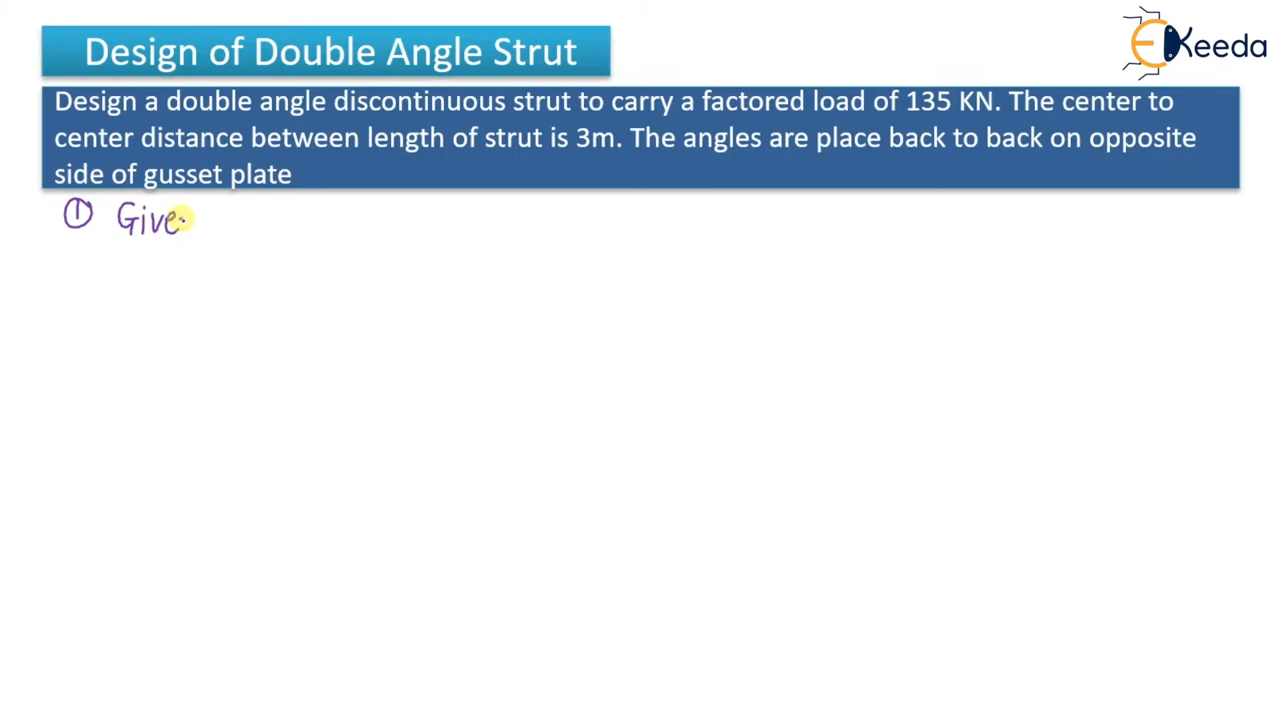 Design of Double Angle Strut
Keeda
Design a double angle discontinuous strut to carry a factored load of 135 KN. The center to
center distance between length of strut is 3m. The angles are place back to back on opposite
side of gusset plate
① Give